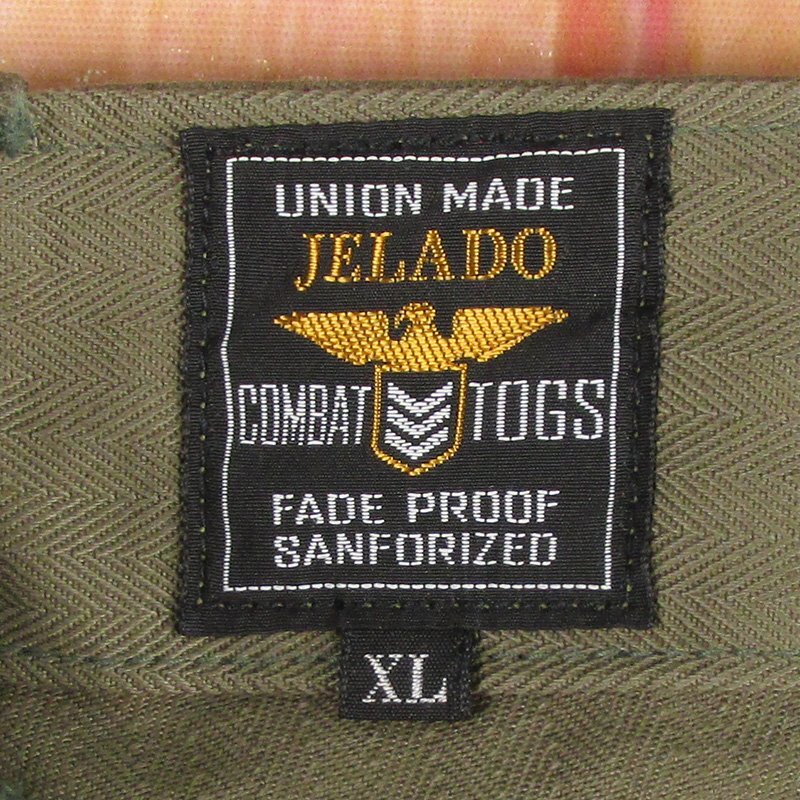 UNION MADE
JELADO
COMBAT TOGS
FADE PROOF
SANFORIZED
XL